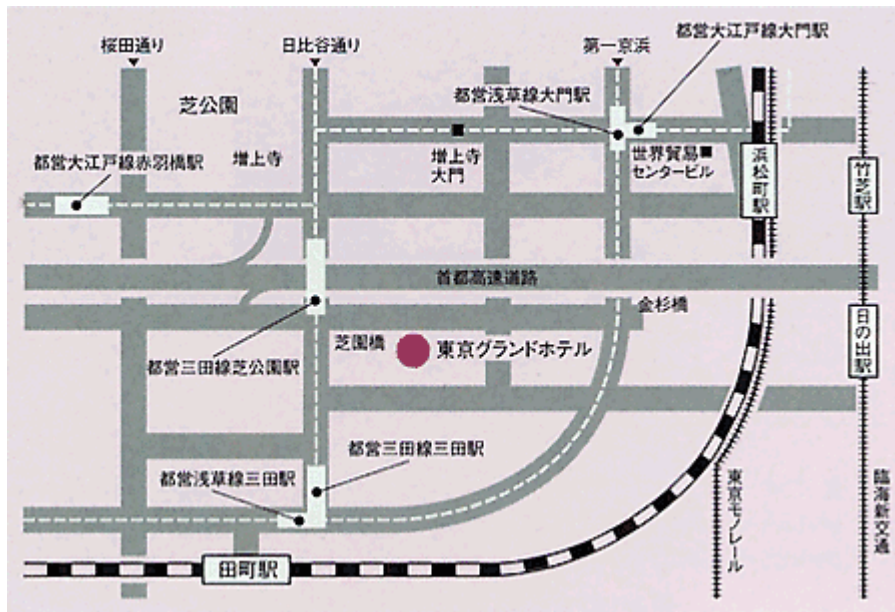 桜田通り
日比谷通り
第一京浜
都営大江戸線大門駅
芝公園
都営浅草線大門駅
都営大江戸線赤羽橋駅
増上寺
増上寺
大門
世界貿易
センタービル
浜松町駅
竹芝駅
首都高速道路
金杉橋
日の出駅
芝園橋
東京グランドホテル
都営三田線芝公園駅
都営三田線三田駅
都営浅草線三田駅
東京モノレール
臨海新交通
田町駅